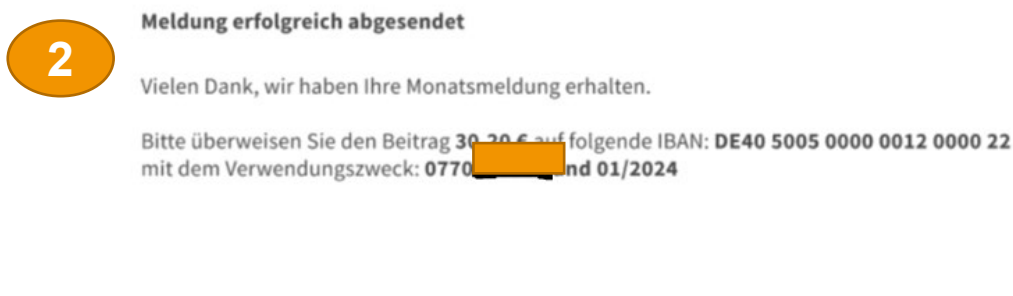 2
Meldung erfolgreich abgesendet
Vielen Dank, wir haben Ihre Monatsmeldung erhalten.
Bitte überweisen Sie den Beitrag € auf folgende IBAN: DE40 5005 0000 0012 0000 22
mit dem Verwendungszweck: 0770 nd 01/2024